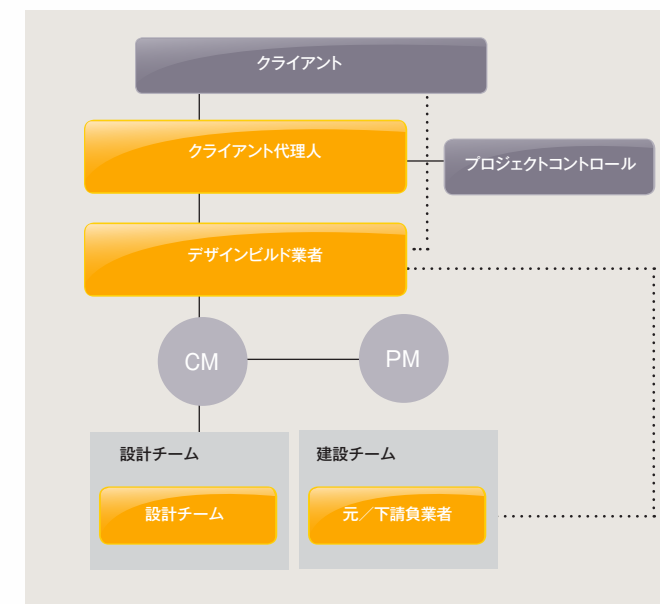 クライアント
クライアント代理人
プロジェクトコントロール
デザインビルド業者
CM
PM
設計チーム
建設チーム
設計チーム
元／下請負業者